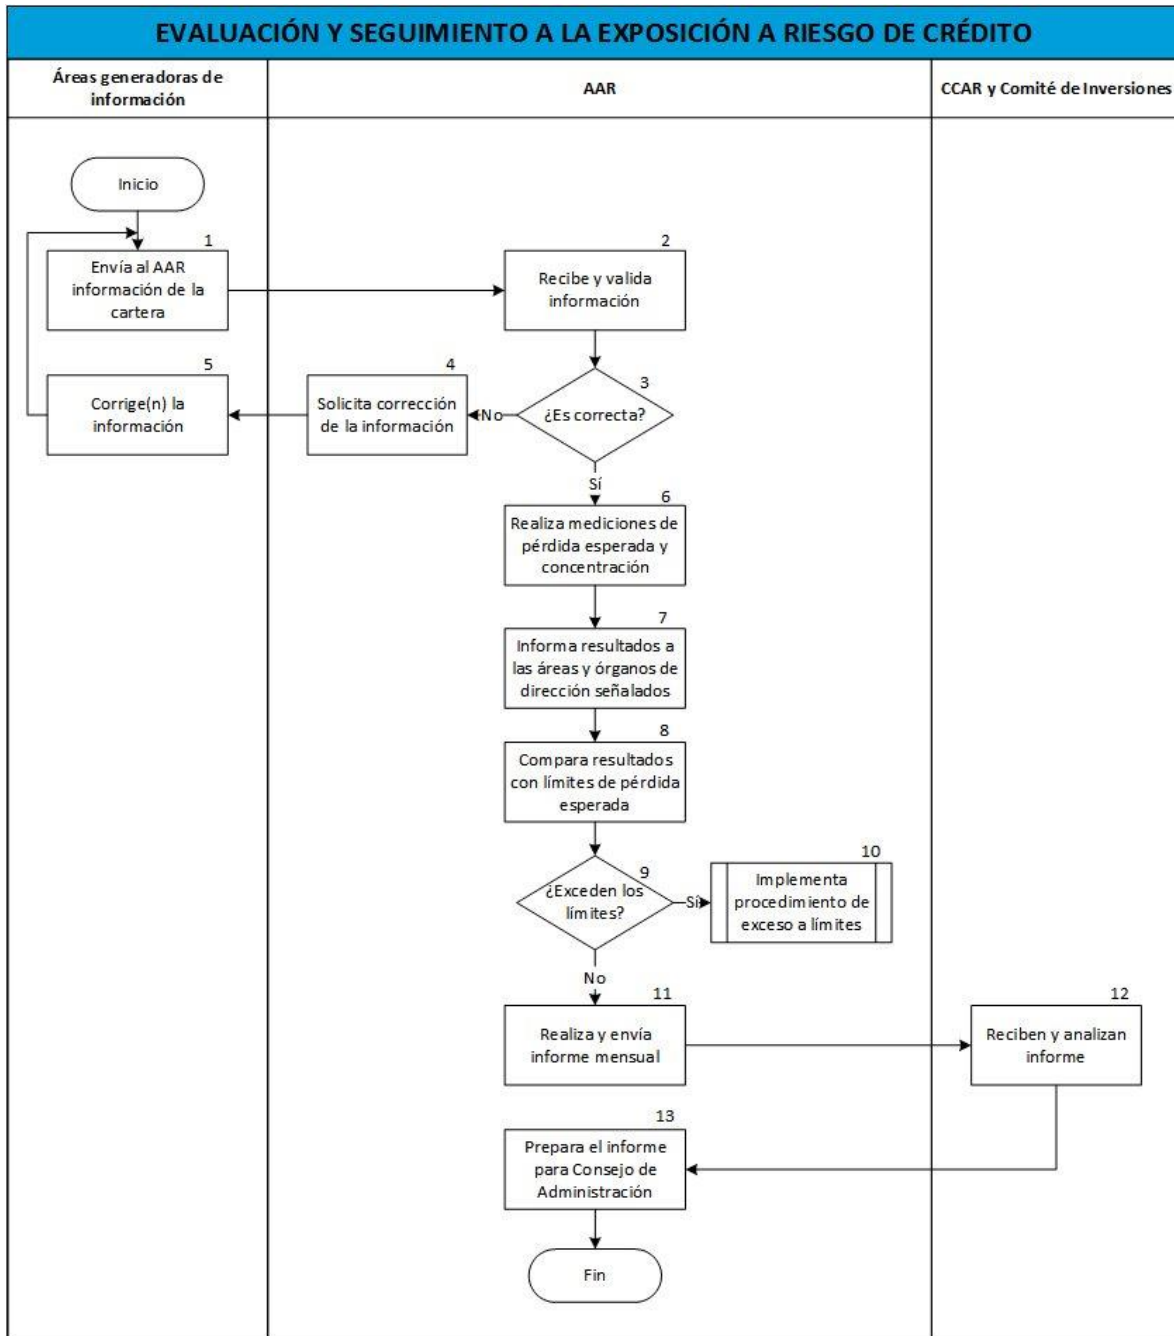 EVALUACIÓN Y SEGUIMIENTO A LA EXPOSICIÓN A RIESGO DE CRÉDITO
Áreas generadoras de
información
AAR
CCAR y Comité de Inversiones
Inicio
1
Envía al AAR
información de la
cartera
2
Recibe y valida
información
3
¿Es correcta?
No
4
Solicita corrección
de la información
5
Corrige(n) la
información
Sí
6
Realiza mediciones de
pérdida esperada y
concentración
7
Informa resultados a
las áreas y órganos de
dirección señalados
8
Compara resultados
con límites de pérdida
esperada
9
¿Exceden los
límites?
Sí
10
Implementa
procedimiento de
exceso a límites
No
11
Realiza y envía
informe mensual
12
Reciben y analizan
informe
13
Prepara el informe
para Consejo de
Administración
Fin